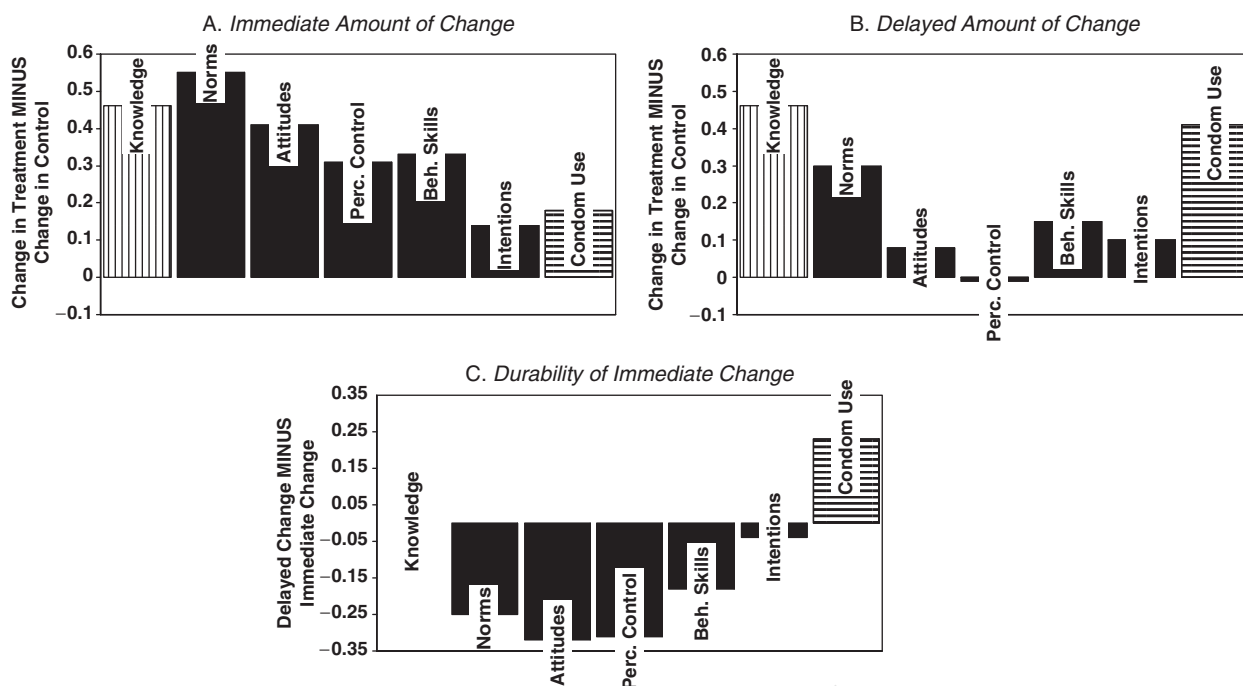 A. Immediate Amount of Change
Change in Treatment MINUS
Change in Control
0.6
0.5
0.4
0.3
0.2
0.1
0
−0.1
Knowledge
Norms
Attitudes
Perc. Control
Beh. Skills
Intentions
Condom Use
B. Delayed Amount of Change
Change in Treatment MINUS
Change in Control
0.6
0.5
0.4
0.3
0.2
0.1
0
−0.1
Knowledge
Norms
Attitudes
Perc. Control
Beh. Skills
Intentions
Condom Use
C. Durability of Immediate Change
Delayed Change MINUS
Immediate Change
0.35
0.25
0.15
0.05
−0.05
−0.15
−0.25
−0.35
Knowledge
Norms
Attitudes
Perc. Control
Beh. Skills
Intentions
Condom Use